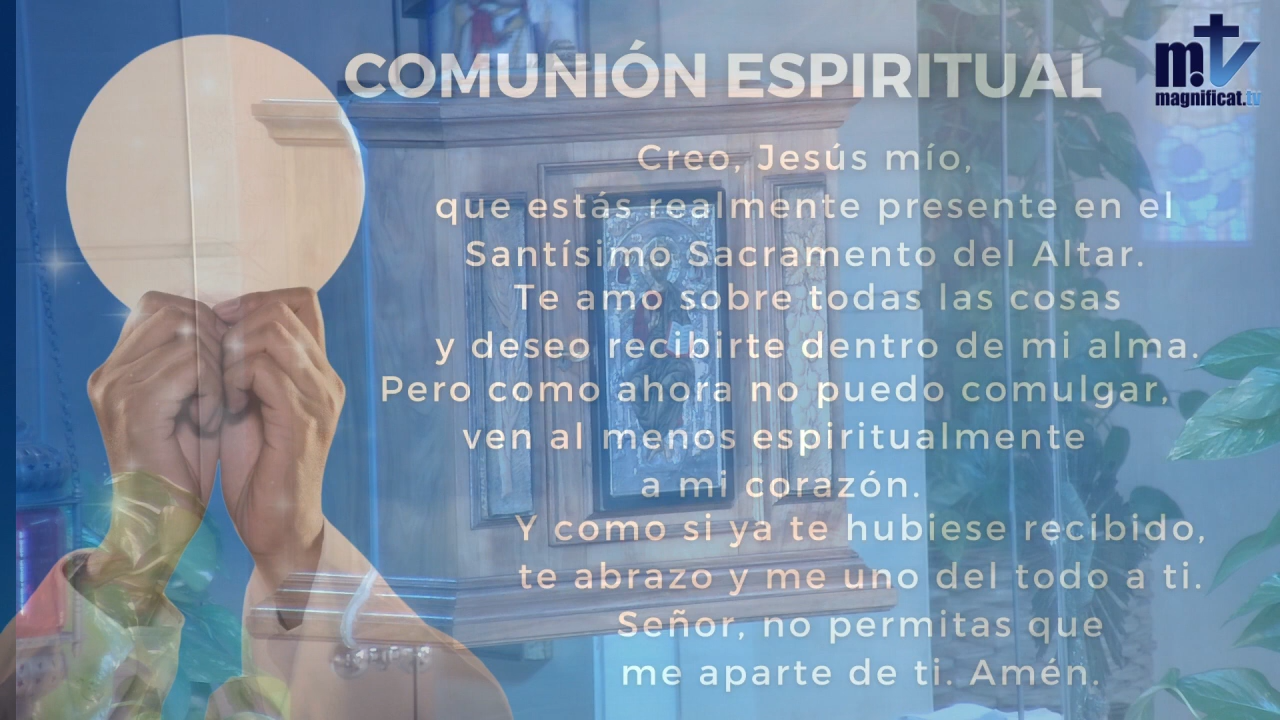 COMUNIÓN ESPIRITUAL
m.tv
magnificat.tv
Creo, Jesús mío,
que estás realmente presente en el
Santísimo Sacramento del Altar.
Te amo sobre todas las cosas
y deseo recibirte dentro de mi alma.
Pero como ahora no puedo comulgar,
ven al menos espiritualmente
a mi corazón.
Y como si ya te hubiese recibido,
te abrazo y me uno del todo a ti.
Señor, no permitas que
me aparte de ti. Amén.